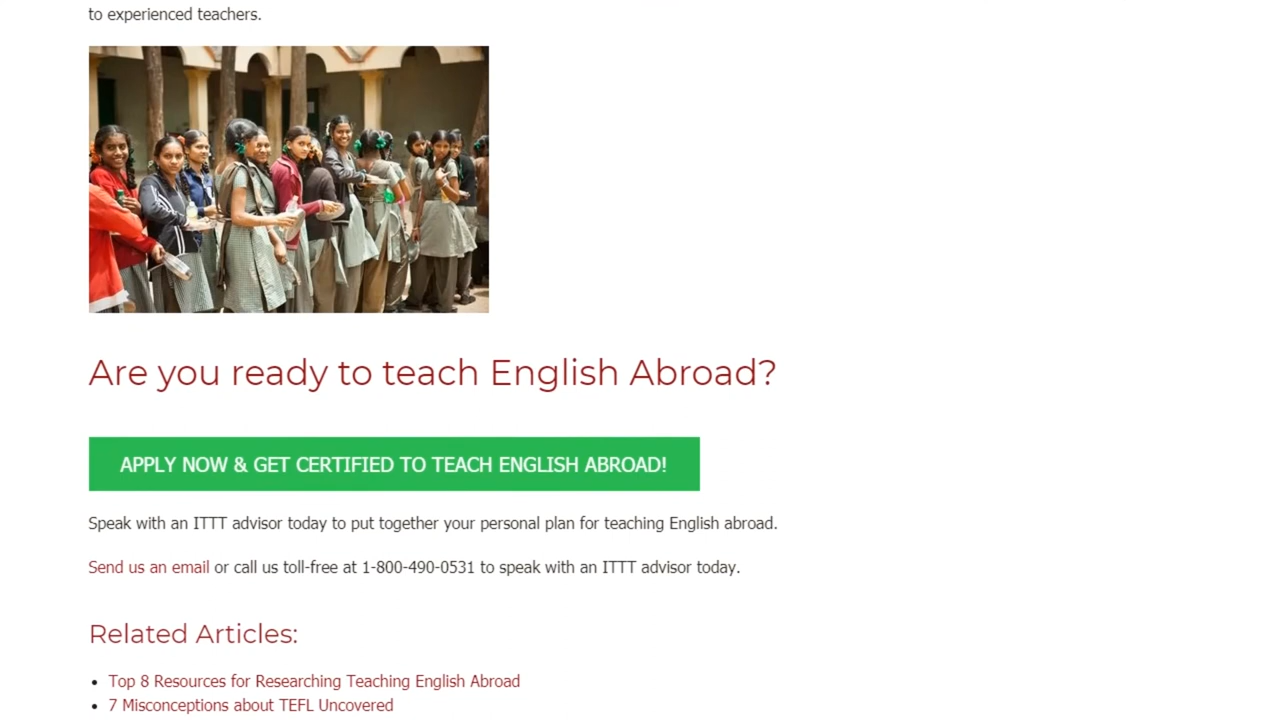 to experienced teachers.
Are you ready to teach English Abroad?
APPLY NOW & GET CERTIFIED TO TEACH ENGLISH ABROAD!
Speak with an ITTT advisor today to put together your personal plan for teaching English abroad.
Send us an email or call us toll-free at 1-800-490-0531 to speak with an ITTT advisor today.
Related Articles:
• Top 8 Resources for Researching Teaching English Abroad
• 7 Misconceptions about TEFL Uncovered